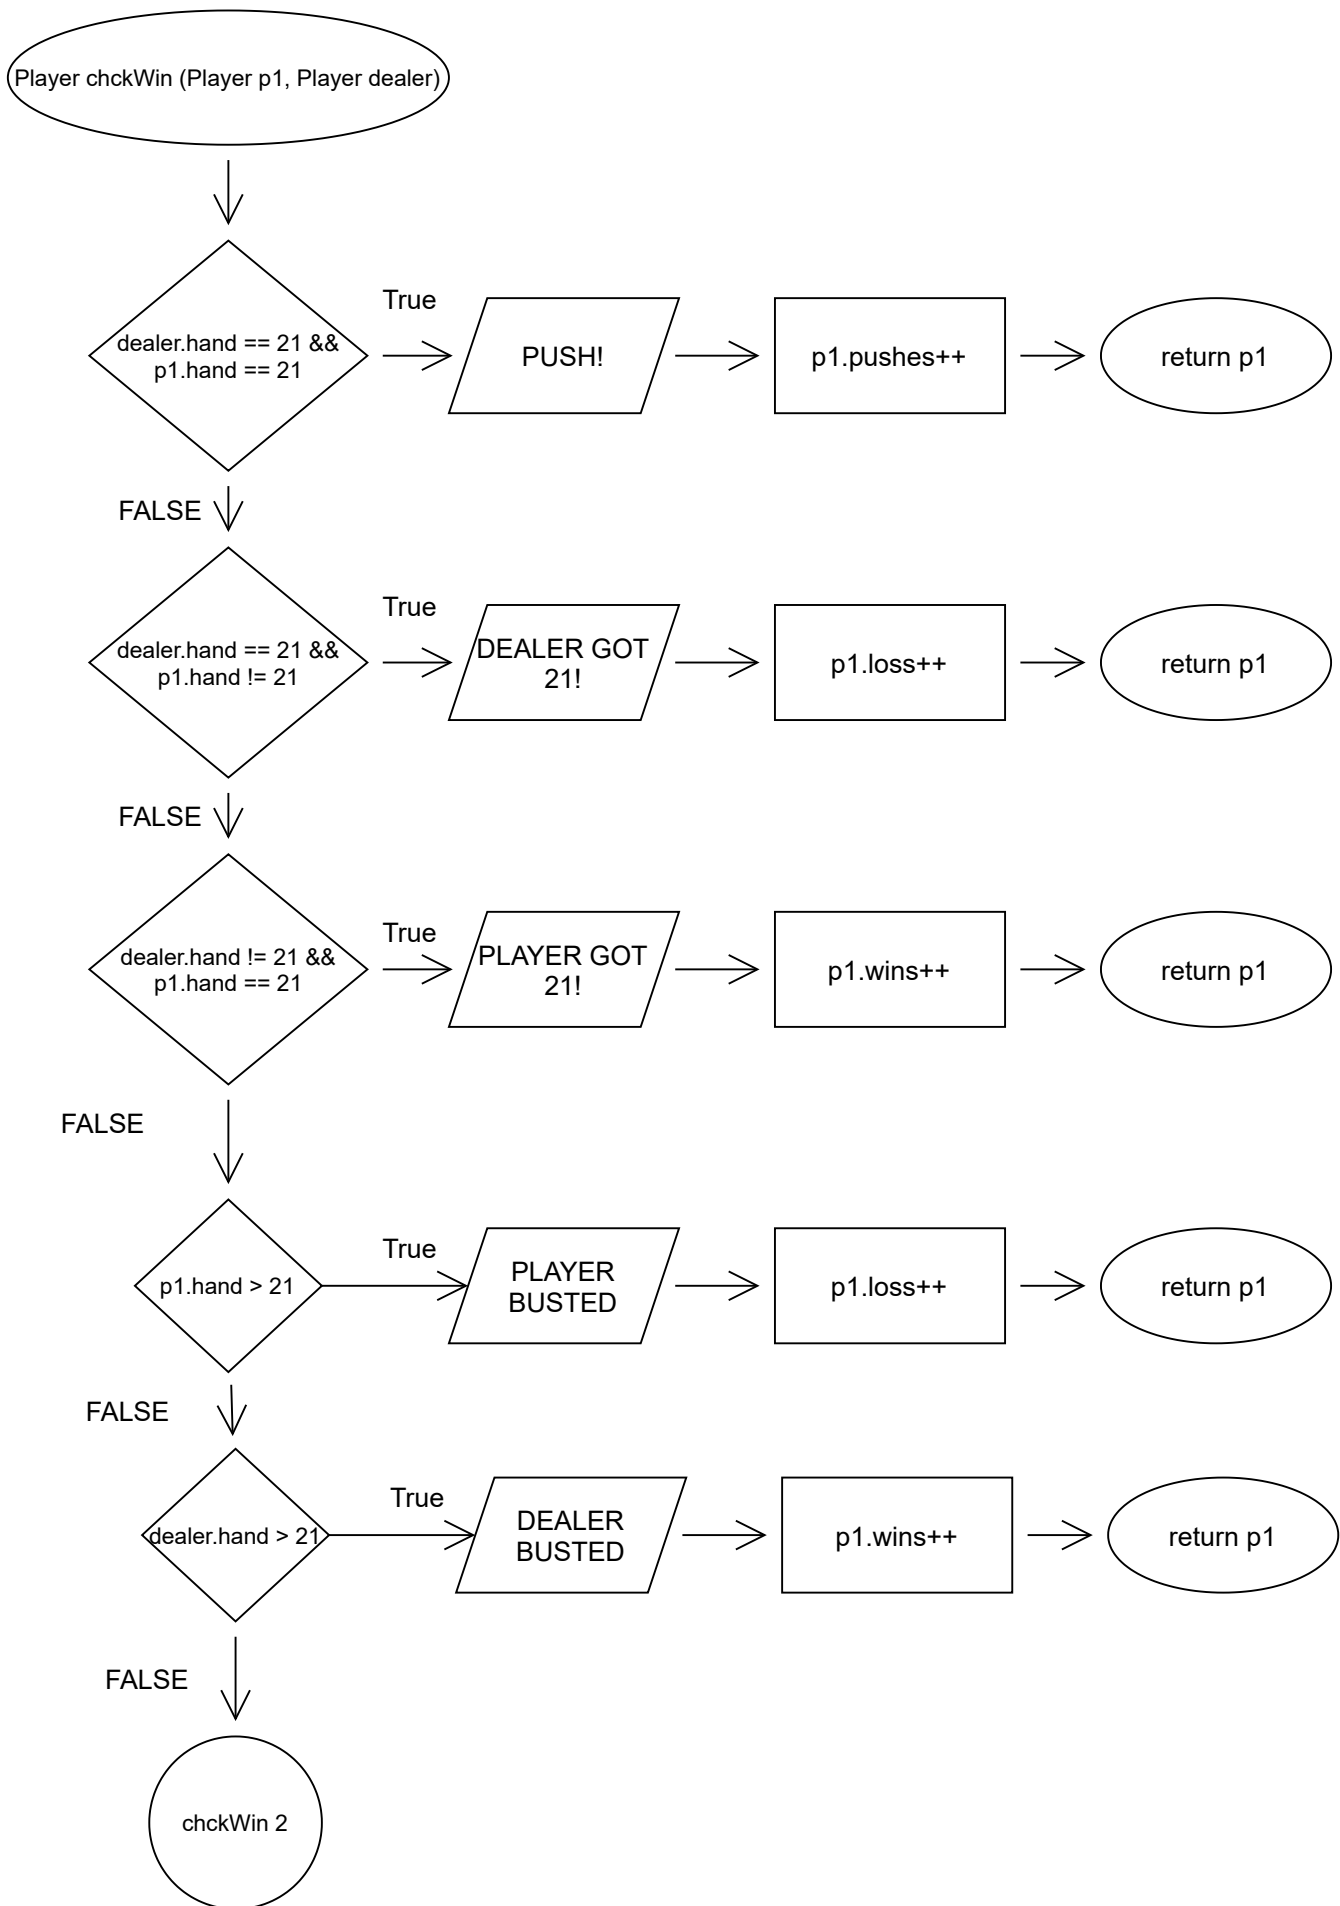 Player chckWin (Player p1, Player dealer)
True
dealer.hand == 21 &&
p1.hand == 21
PUSH!
p1.pushes++
return p1
FALSE
True
dealer.hand == 21 &&
p1.hand != 21
DEALER GOT
21!
p1.loss++
return p1
FALSE
True
dealer.hand != 21 &&
p1.hand == 21
PLAYER GOT
21!
p1.wins++
return p1
FALSE
True
p1.hand > 21
PLAYER
BUSTED
p1.loss++
return p1
FALSE
True
dealer.hand > 21
DEALER
BUSTED
p1.wins++
return p1
FALSE
chckWin 2